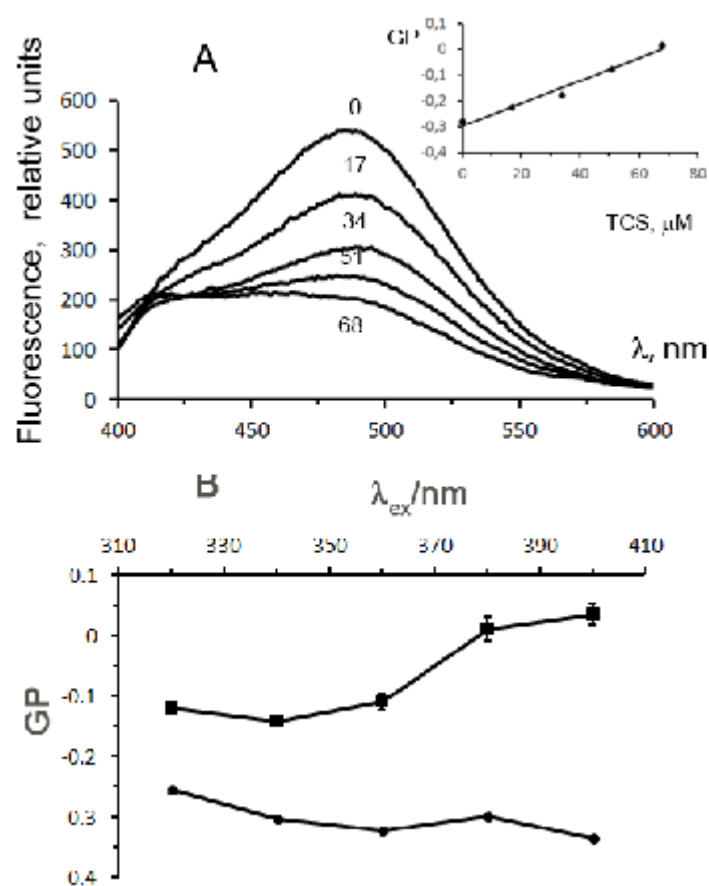 A
GP
0,1
0
-0,1
-0,2
-0,3
-0,4
0 20 40 60 80
TCS, μM
Fluorescence, relative units
600
500
400
300
200
100
0
0
17
34
51
68
λ, nm
400 450 500 550 600
B
λex/nm
310 330 350 370 390 410
GP
0.1
0
-0.1
-0.2
0.3
0.4